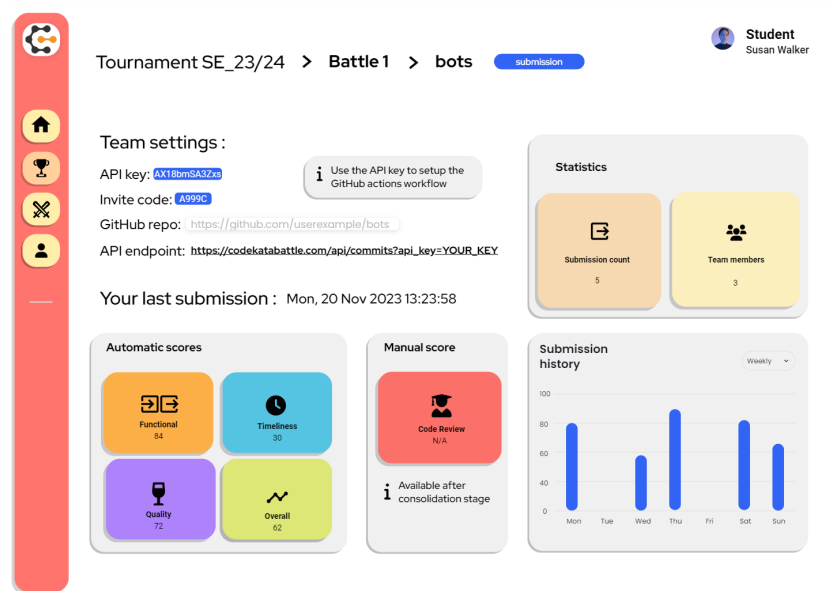 Tournament SE_23/24 > Battle 1 > bots submission
Student
Susan Walker
Team settings :
API key: AX18bmSA3Zxs
Invite code: A999C
GitHub repo: https://github.com/userexample/bots
API endpoint: https://codekatabattle.com/api/commits?api_key=YOUR_KEY
Use the API key to setup the
GitHub actions workflow
Your last submission : Mon, 20 Nov 2023 13:23:58
Statistics
Submission count
5
Team members
3
Automatic scores
Functional
84
Timeliness
30
Quality
72
Overall
62
Manual score
Code Review
N/A
Available after
consolidation stage
Submission
history
Weekly
100
80
60
40
0
Mon Tue Wed Thu Fri Sat Sun